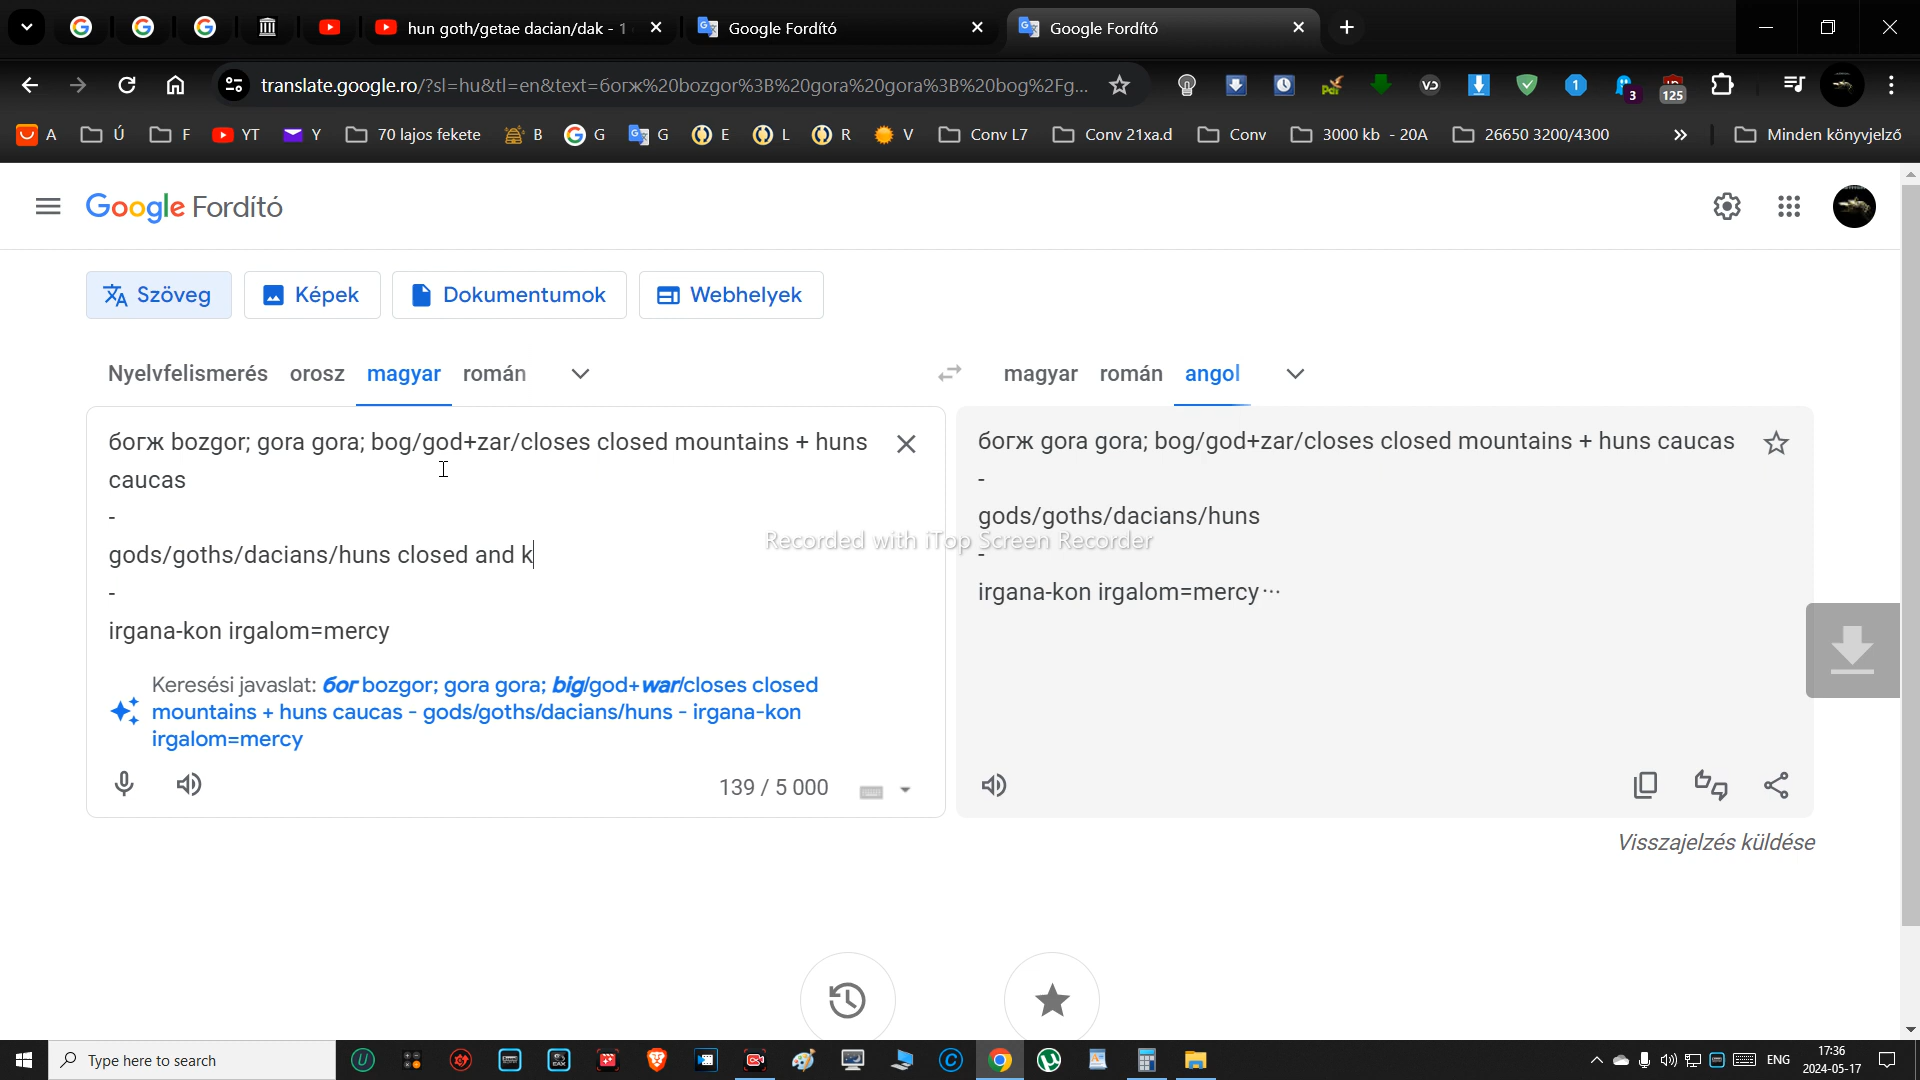 hun goth/getae dacian/dak - 1
Google Fordító
Google Fordító
translate.google.ro/?sl=hu&tl=en&text=богж%20bozgor%3B%20gora%20gora%3B%20bog%2Fg...
3
125
A
Ú
F
YT
Y
70 lajos fekete
B
G
G
E
L
R
V
Conv L7
Conv 21xa.d
Conv
3000 kb - 20A
26650 3200/4300
»
Minden könyvjelző
Google Fordító
Szöveg
Képek
Dokumentumok
Webhelyek
Nyelvfelismerés orosz magyar román
magyar román angol
богж bozgor; gora gora; bog/god+zar/closes closed mountains + huns
caucas
-
gods/goths/dacians/huns closed and k
-
irgana-kon irgalom=mercy
Keresési javaslat: бог bozgor; gora gora; big/god+war/closes closed
mountains + huns caucas - gods/goths/dacians/huns - irgana-kon
irgalom=mercy
139 / 5 000
богж gora gora; bog/god+zar/closes closed mountains + huns caucas
-
gods/goths/dacians/huns
-
irgana-kon irgalom=mercy...
Recorded with iTop Screen Recorder
Visszajelzés küldése
Type here to search
ENG
17:36
2024-05-17